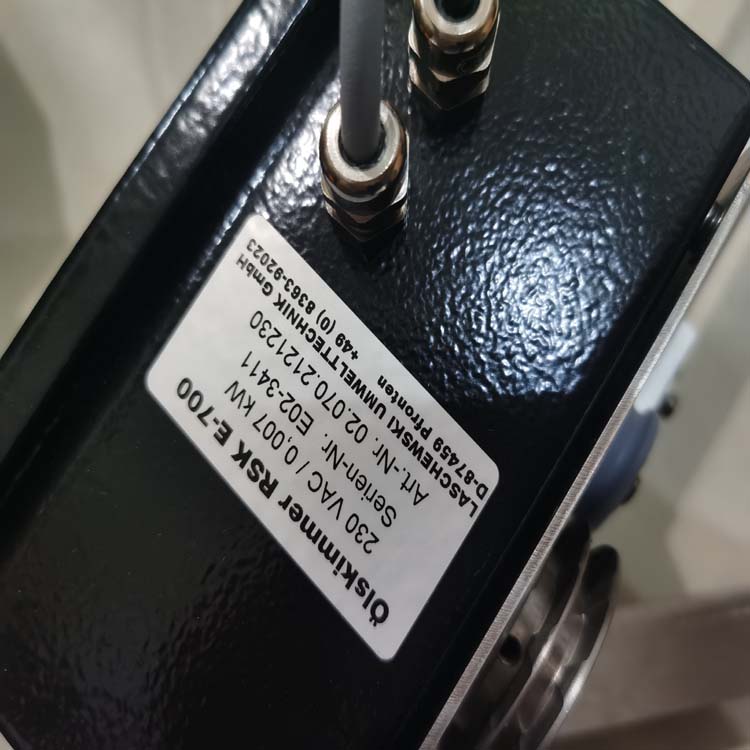 Ölskimmer RSK E-700
230 VAC / 0,007 kW
Serien-Nr. E02-3411
Art.-Nr. 02.070.2121230
LASCHEWSKI UMWELTTECHNIK GmbH
D-87459 Pfronten +49 (0) 8363-92023